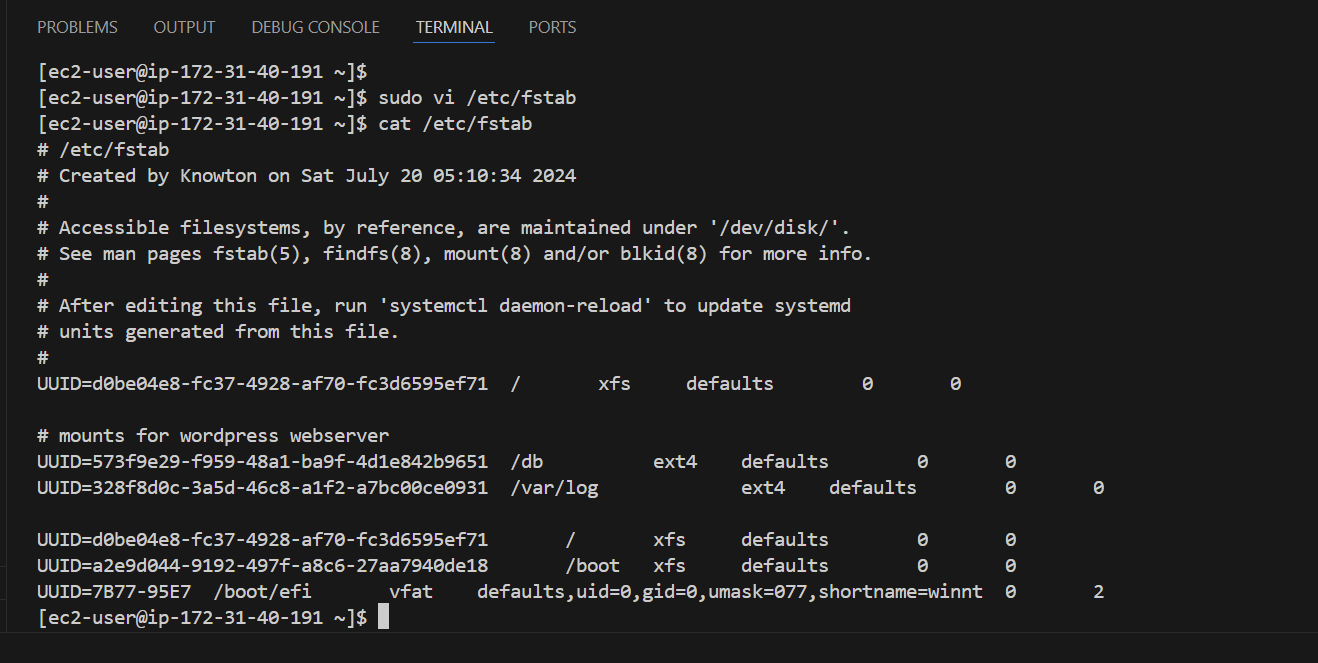 PROBLEMS OUTPUT DEBUG CONSOLE TERMINAL PORTS
[ec2-user@ip-172-31-40-191 ~]$
[ec2-user@ip-172-31-40-191 ~]$ sudo vi /etc/fstab
[ec2-user@ip-172-31-40-191 ~]$ cat /etc/fstab
# /etc/fstab
# Created by Knowton on Sat July 20 05:10:34 2024
#
# Accessible filesystems, by reference, are maintained under '/dev/disk/'.
# See man pages fstab(5), findfs(8), mount(8) and/or blkid(8) for more info.
#
# After editing this file, run 'systemctl daemon-reload' to update systemd
# units generated from this file.
#
UUID=d0be04e8-fc37-4928-af70-fc3d6595ef71  /       xfs     defaults        0       0

# mounts for wordpress webserver
UUID=573f9e29-f959-48a1-ba9f-4d1e842b9651  /db          ext4    defaults        0       0
UUID=328f8d0c-3a5d-46c8-a1f2-a7bc00ce0931  /var/log             ext4    defaults        0       0

UUID=d0be04e8-fc37-4928-af70-fc3d6595ef71       /       xfs     defaults        0       0
UUID=a2e9d044-9192-497f-a8c6-27aa7940de18       /boot   xfs     defaults        0       0
UUID=7B77-95E7  /boot/efi       vfat    defaults,uid=0,gid=0,umask=077,shortname=winnt  0       2
[ec2-user@ip-172-31-40-191 ~]$